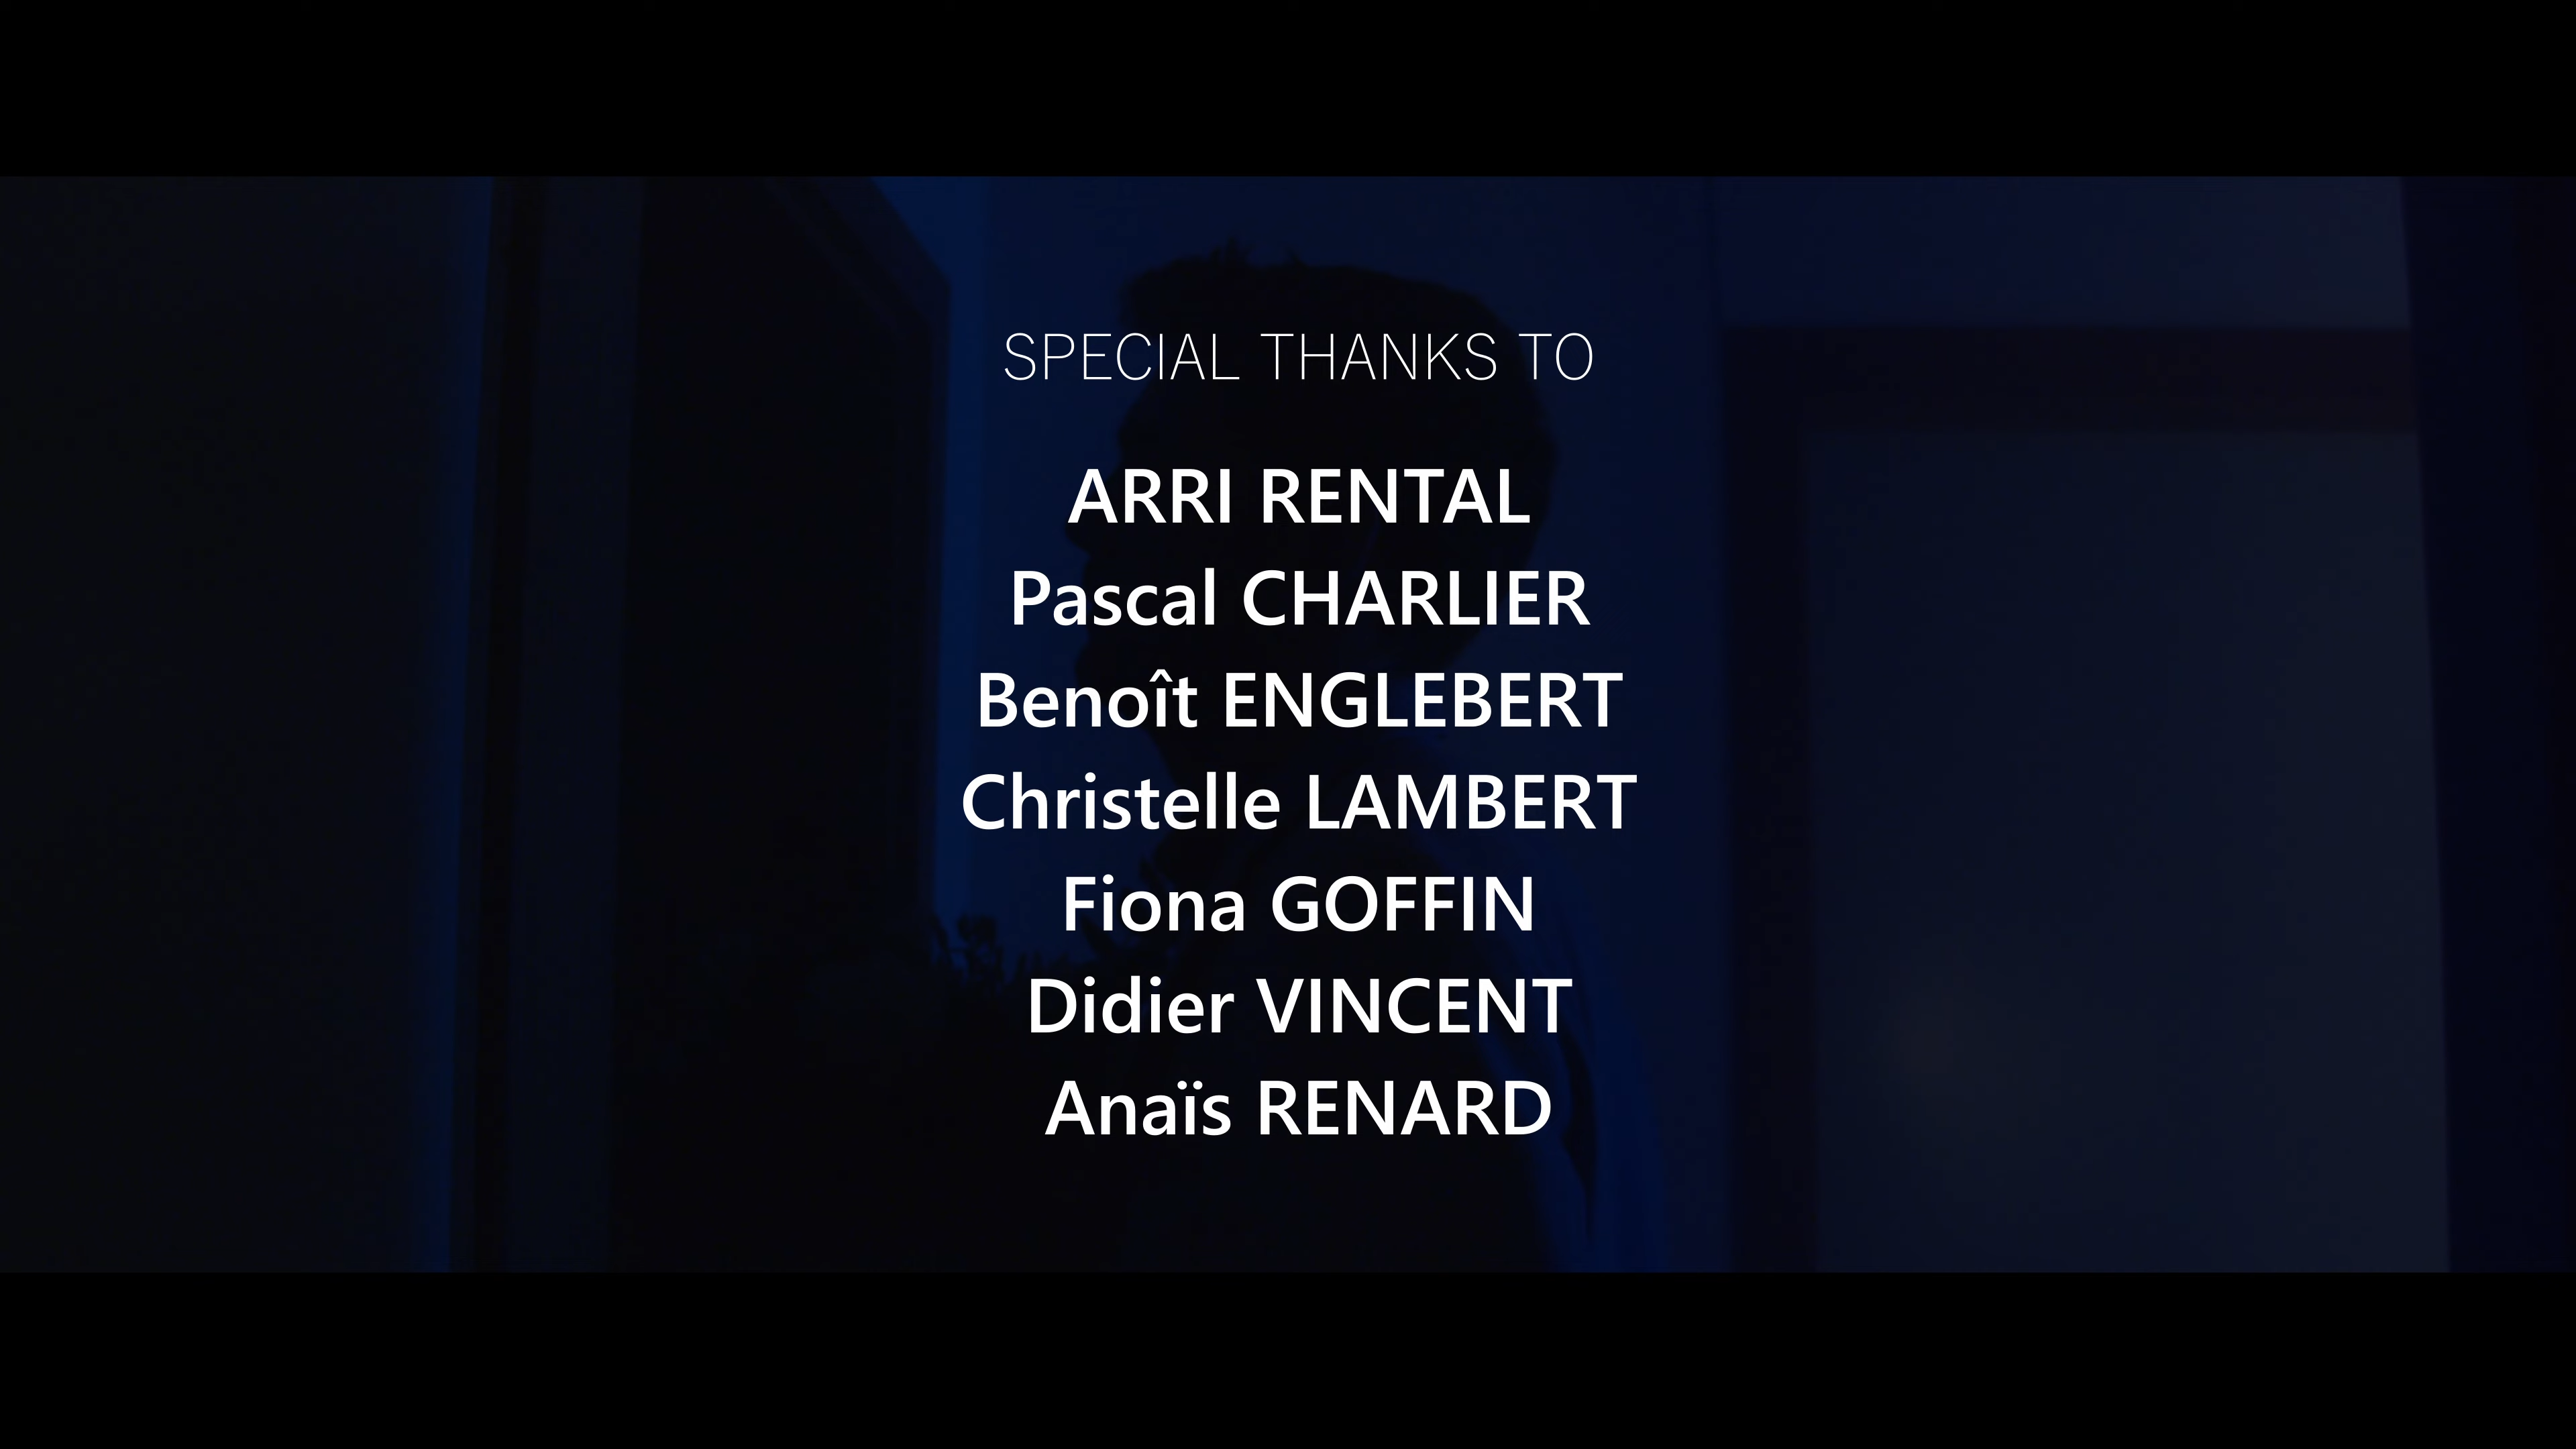 SPECIAL THANKS TO
ARRI RENTAL
Pascal CHARLIER
Benoît ENGLEBERT
Christelle LAMBERT
Fiona GOFFIN
Didier VINCENT
Anaïs RENARD